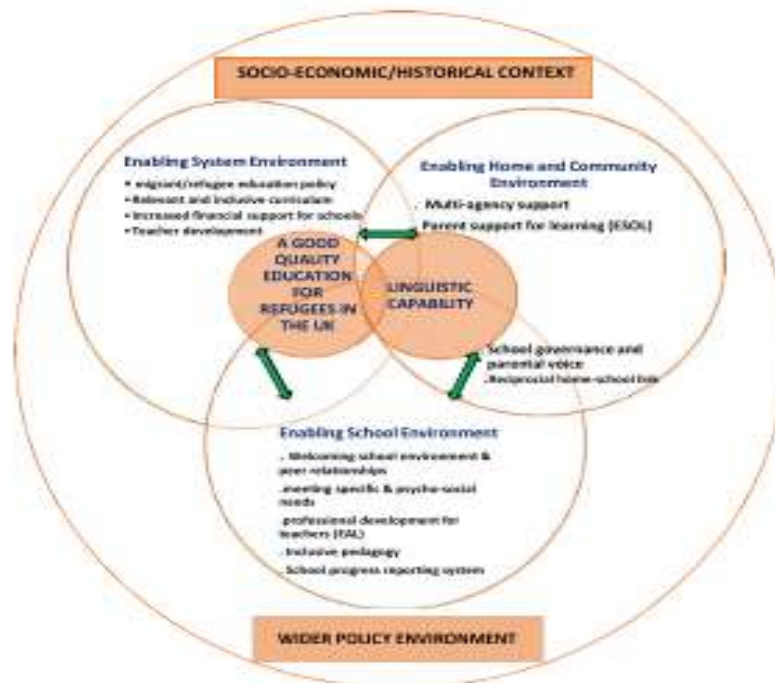 SOCIO-ECONOMIC/HISTORICAL CONTEXT
Enabling System Environment
• migrant/refugee education policy
• Relevant and inclusive curriculum
• Increased financial support for schools
• Teacher development
Enabling Home and Community
Environment
. Multi-agency support
Parent support for learning (ESOL)
A GOOD
QUALITY
EDUCATION
FOR
REFUGEES IN
THE UK
LINGUISTIC
CAPABILITY
School governance and
parental voice
.Reciprocial home-school link
Enabling School Environment
. Welcoming school environment &
peer relationships
.meeting specific & psycho-social
needs
.professional development for
teachers (EAL)
. Inclusive pedagogy
. School progress reporting system
WIDER POLICY ENVIRONMENT